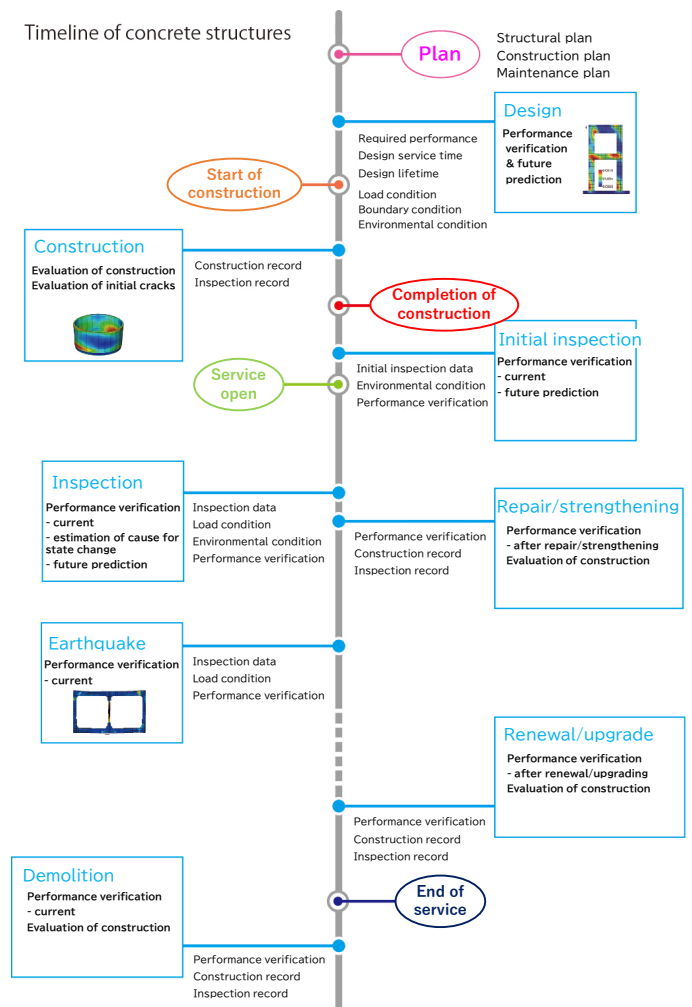 Timeline of concrete structures
Plan
Structural plan
Construction plan
Maintenance plan
Design
Performance
verification
& future
prediction
Required performance
Design service time
Design lifetime
Load condition
Boundary condition
Environmental condition
Start of
construction
Construction
Evaluation of construction
Evaluation of initial cracks
Construction record
Inspection record
Completion of
construction
Initial inspection
Performance verification
- current
- future prediction
Initial inspection data
Environmental condition
Performance verification
Service
open
Inspection
Performance verification
- current
- estimation of cause for
state change
- future prediction
Inspection data
Load condition
Environmental condition
Performance verification
Repair/strengthening
Performance verification
- after repair/strengthening
Evaluation of construction
Performance verification
Construction record
Inspection record
Earthquake
Performance verification
- current
Inspection data
Load condition
Performance verification
Renewal/upgrade
Performance verification
- after renewal/upgrading
Evaluation of construction
Performance verification
Construction record
Inspection record
Demolition
Performance verification
- current
Evaluation of construction
End of
service
Performance verification
Construction record
Inspection record